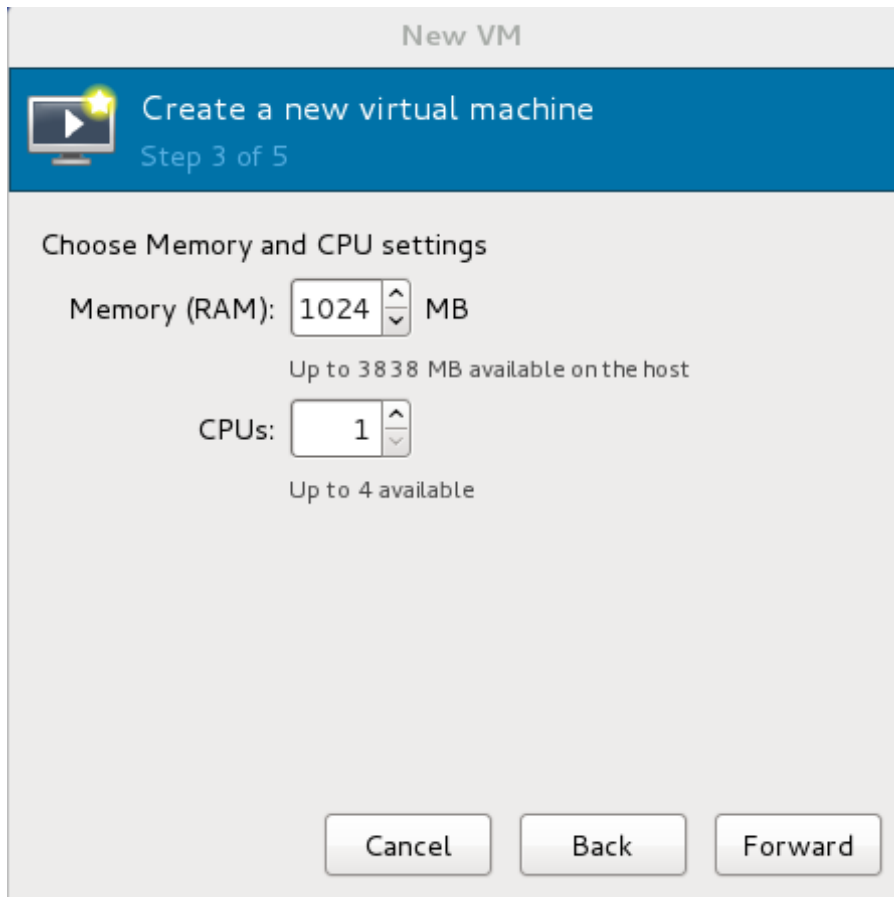 New VM
Create a new virtual machine
Step 3 of 5
Choose Memory and CPU settings
Memory (RAM): 1024 MB
Up to 3838 MB available on the host
CPUs: 1
Up to 4 available
Cancel Back Forward